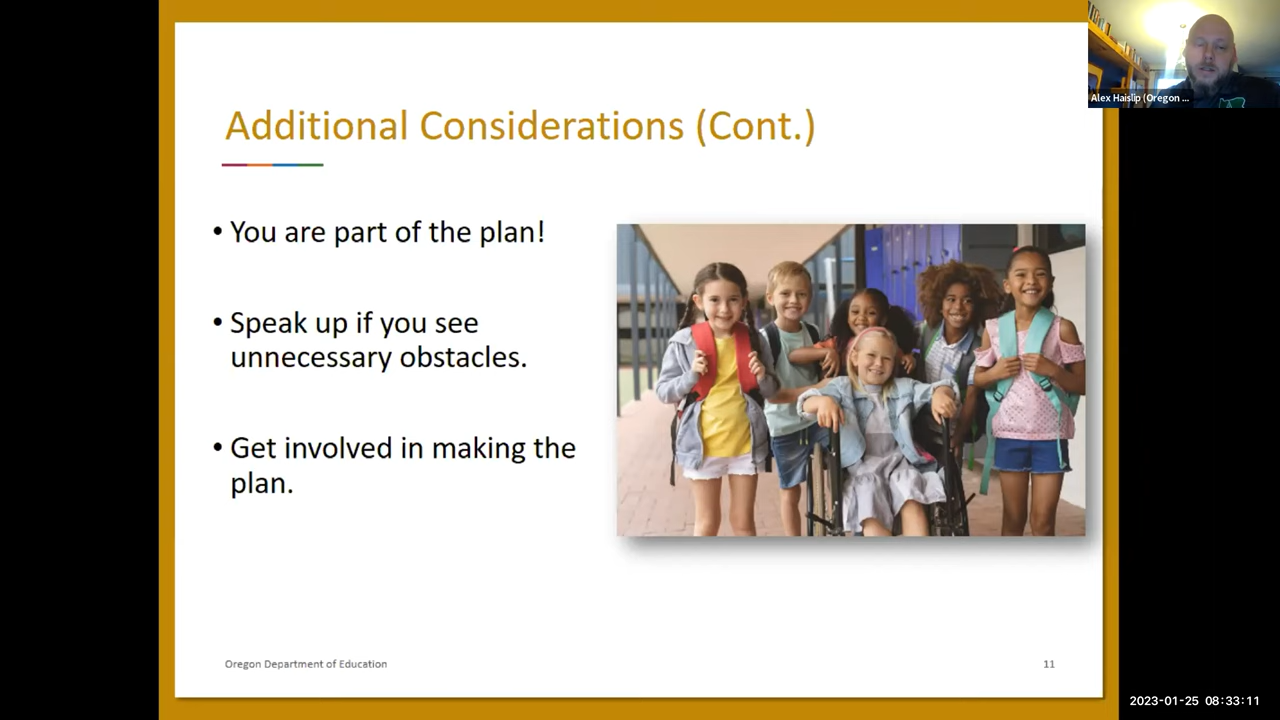 Alex Haislip (Oregon ...
Additional Considerations (Cont.)
• You are part of the plan!
• Speak up if you see
unnecessary obstacles.
• Get involved in making the
plan.
Oregon Department of Education
11
2023-01-25 08:33:11